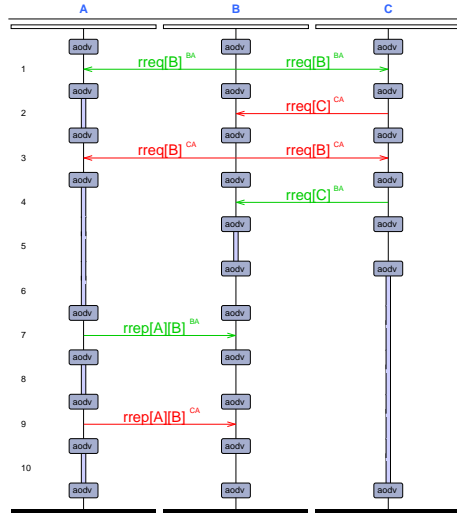 A B C
aodv aodv aodv
1 rreq[B] BA rreq[B] BA
aodv aodv aodv
2 rreq[C] CA
aodv aodv aodv
3 rreq[B] CA rreq[B] CA
aodv aodv aodv
4 rreq[C] BA
aodv aodv
5
aodv aodv
6
aodv aodv
7 rrep[A][B] BA
aodv aodv
8
aodv aodv
9 rrep[A][B] CA
aodv aodv
10
aodv aodv aodv